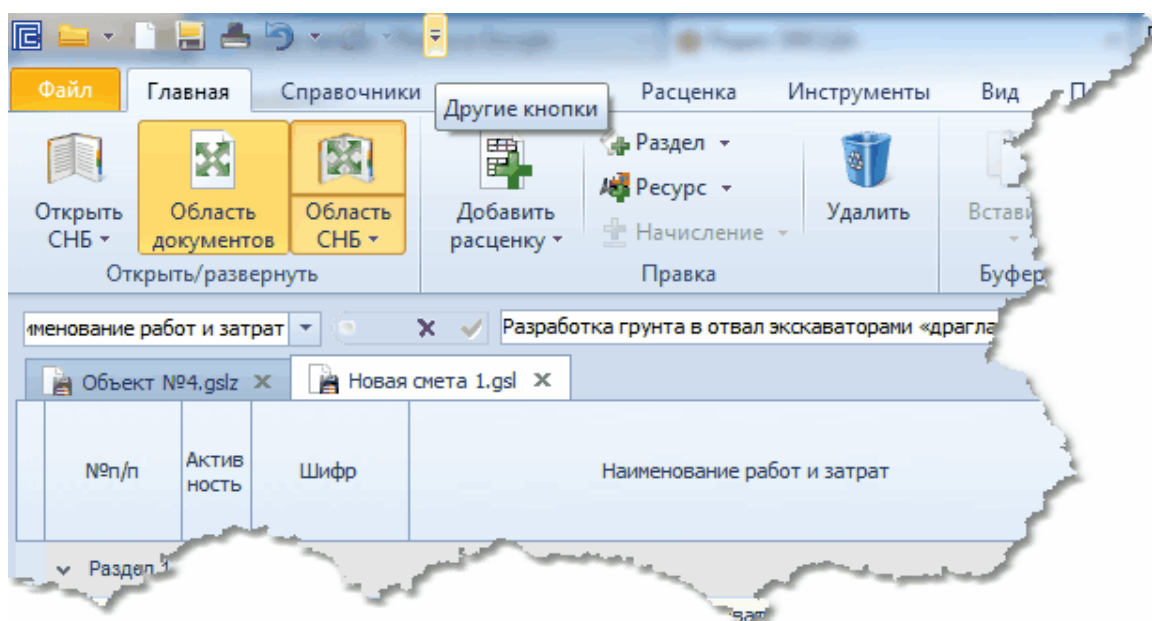 Файл Главная Справочники Расценка Инструменты Вид П
Другие кнопки
Открыть СНБ
Область документов
Область СНБ
Открыть/развернуть
Добавить расценку
Раздел
Ресурс
Начисление
Удалить
Правка
Встави
Буфер
именование работ и затрат
Разработка грунта в отвал экскаваторами «драгла
Объект №4.gslz
Новая смета 1.gsl
№п/п
Актив
ность
Шифр
Наименование работ и затрат
Раздел 1